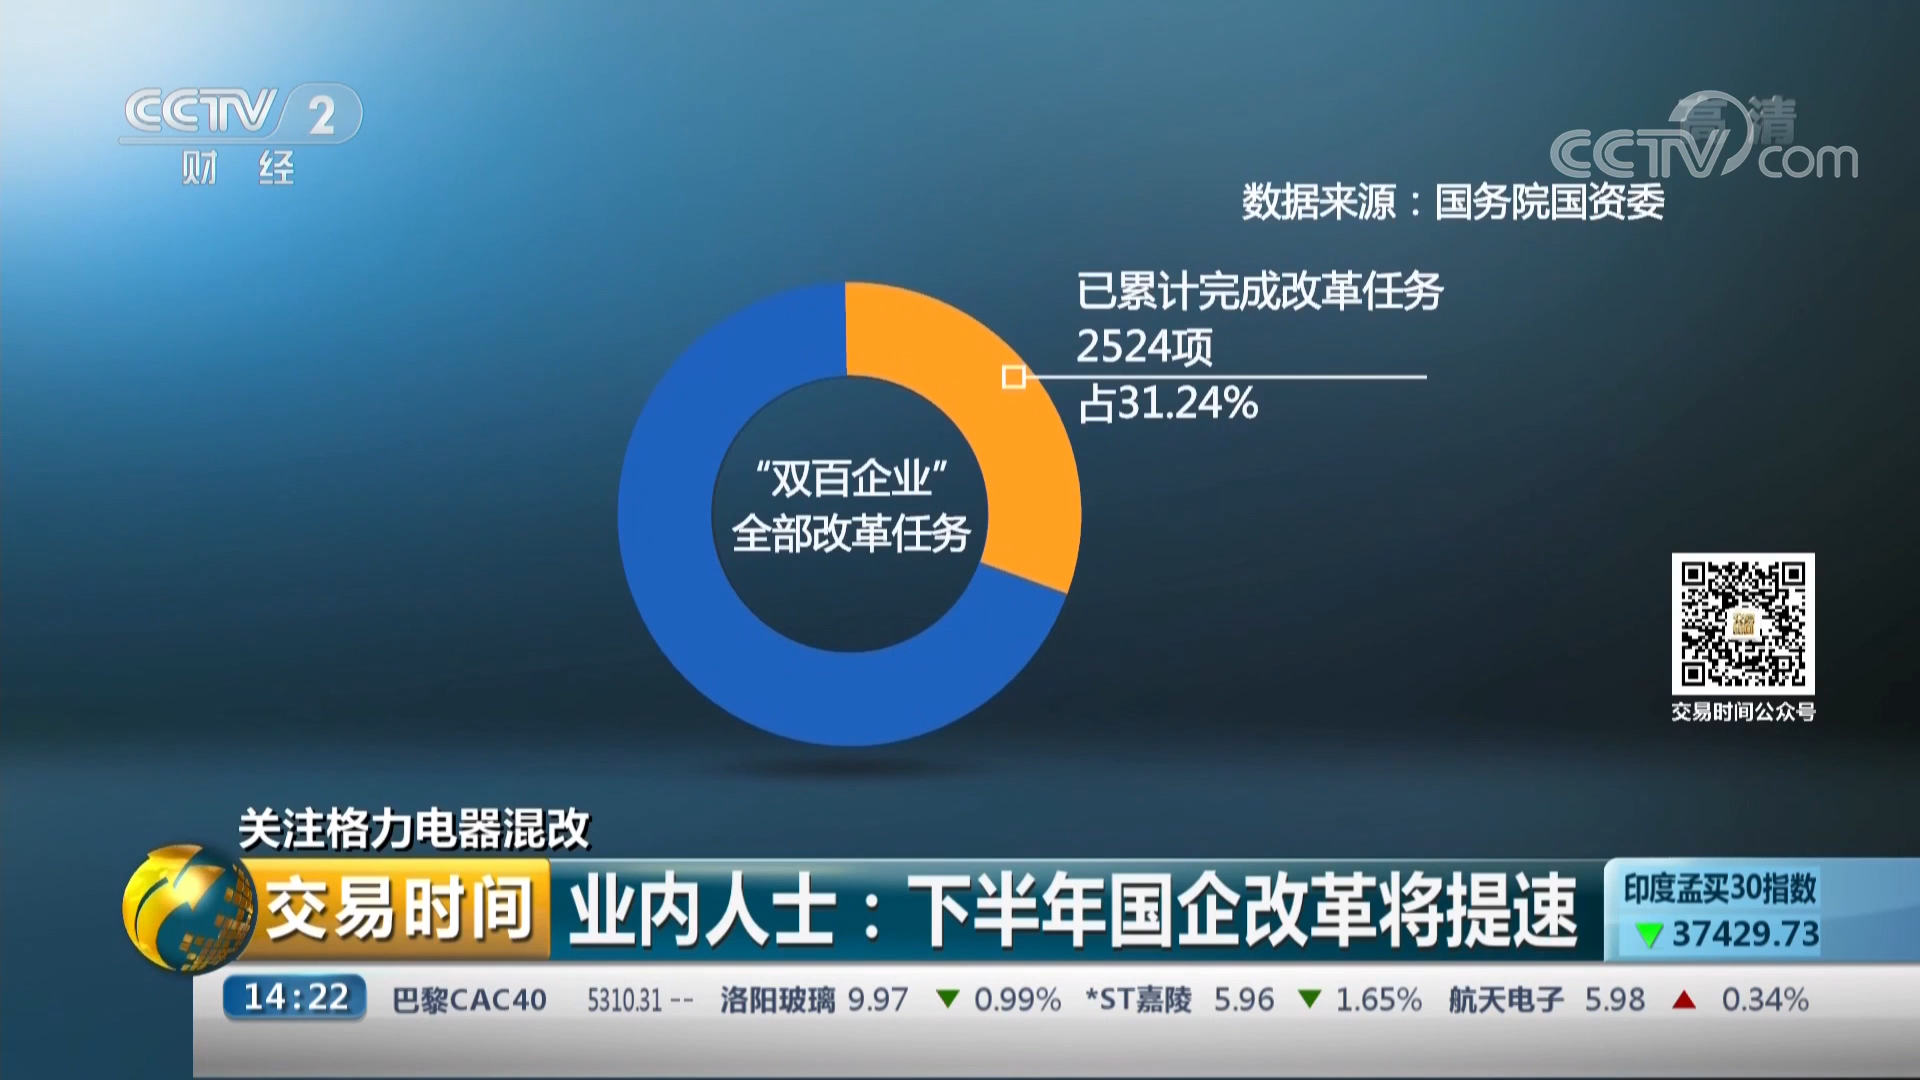 CCTV 2
财 经
高清
CCTV.com
数据来源：国务院国资委
已累计完成改革任务
2524项
占31.24%
“双百企业”
全部改革任务
交易时间公众号
关注格力电器混改
交易时间
业内人士：下半年国企改革将提速
印度孟买30指数
▼ 37429.73
14:22 巴黎CAC40 5310.31 -- 洛阳玻璃 9.97 ▼ 0.99% *ST嘉陵 5.96 ▼ 1.65% 航天电子 5.98 ▲ 0.34%